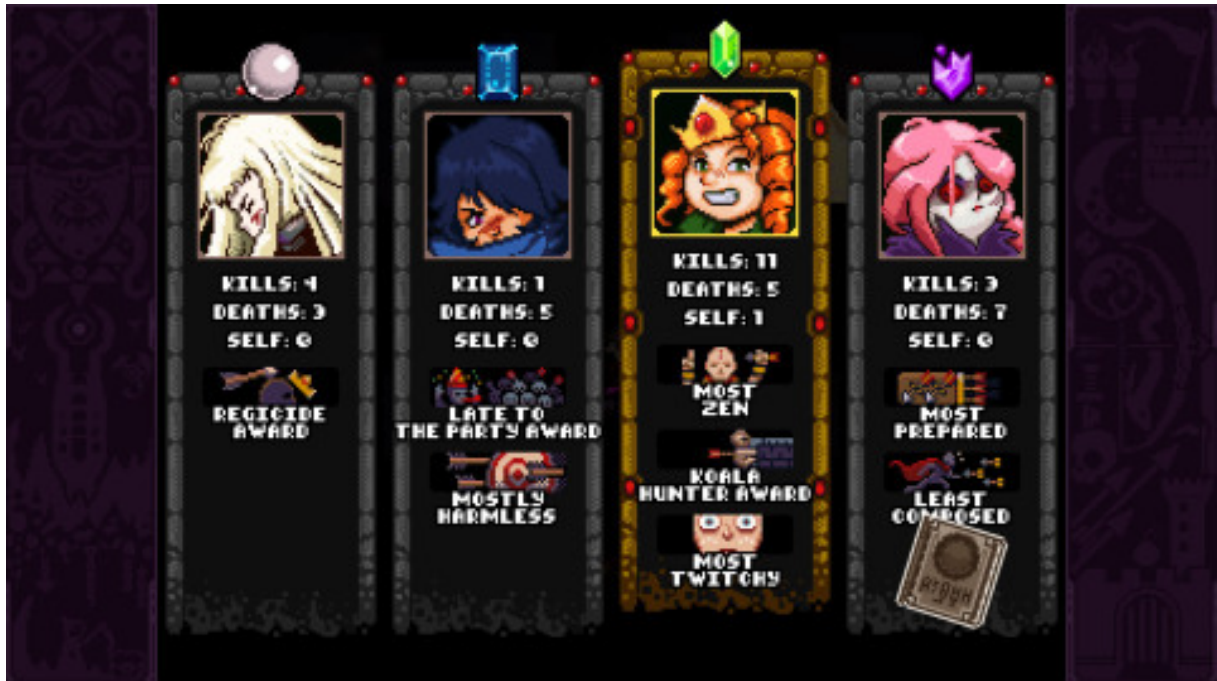 KILLS: 4
DEATHS: 3
SELF: 0
REGICIDE
AWARD
KILLS: 1
DEATHS: 5
SELF: 0
LATE TO
THE PARTY AWARD
MOSTLY
HARMLESS
KILLS: 11
DEATHS: 5
SELF: 1
MOST
ZEN
KOALA
HUNTER AWARD
MOST
TWITCHY
KILLS: 3
DEATHS: 7
SELF: 0
MOST
PREPARED
LEAST
COMPOSED